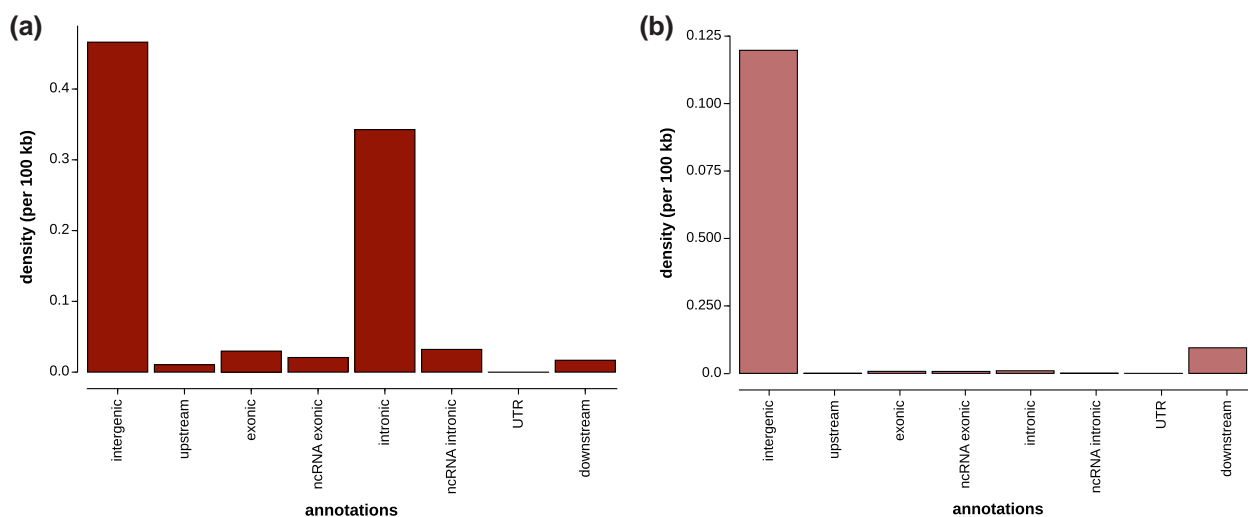 (a)
density (per 100 kb)
0.4
0.3
0.2
0.1
0.0
intergenic
upstream
exonic
ncRNA exonic
intronic
ncRNA intronic
UTR
downstream
annotations
(b)
density (per 100 kb)
0.125
0.100
0.075
0.500
0.250
0.0
intergenic
upstream
exonic
ncRNA exonic
intronic
ncRNA intronic
UTR
downstream
annotations